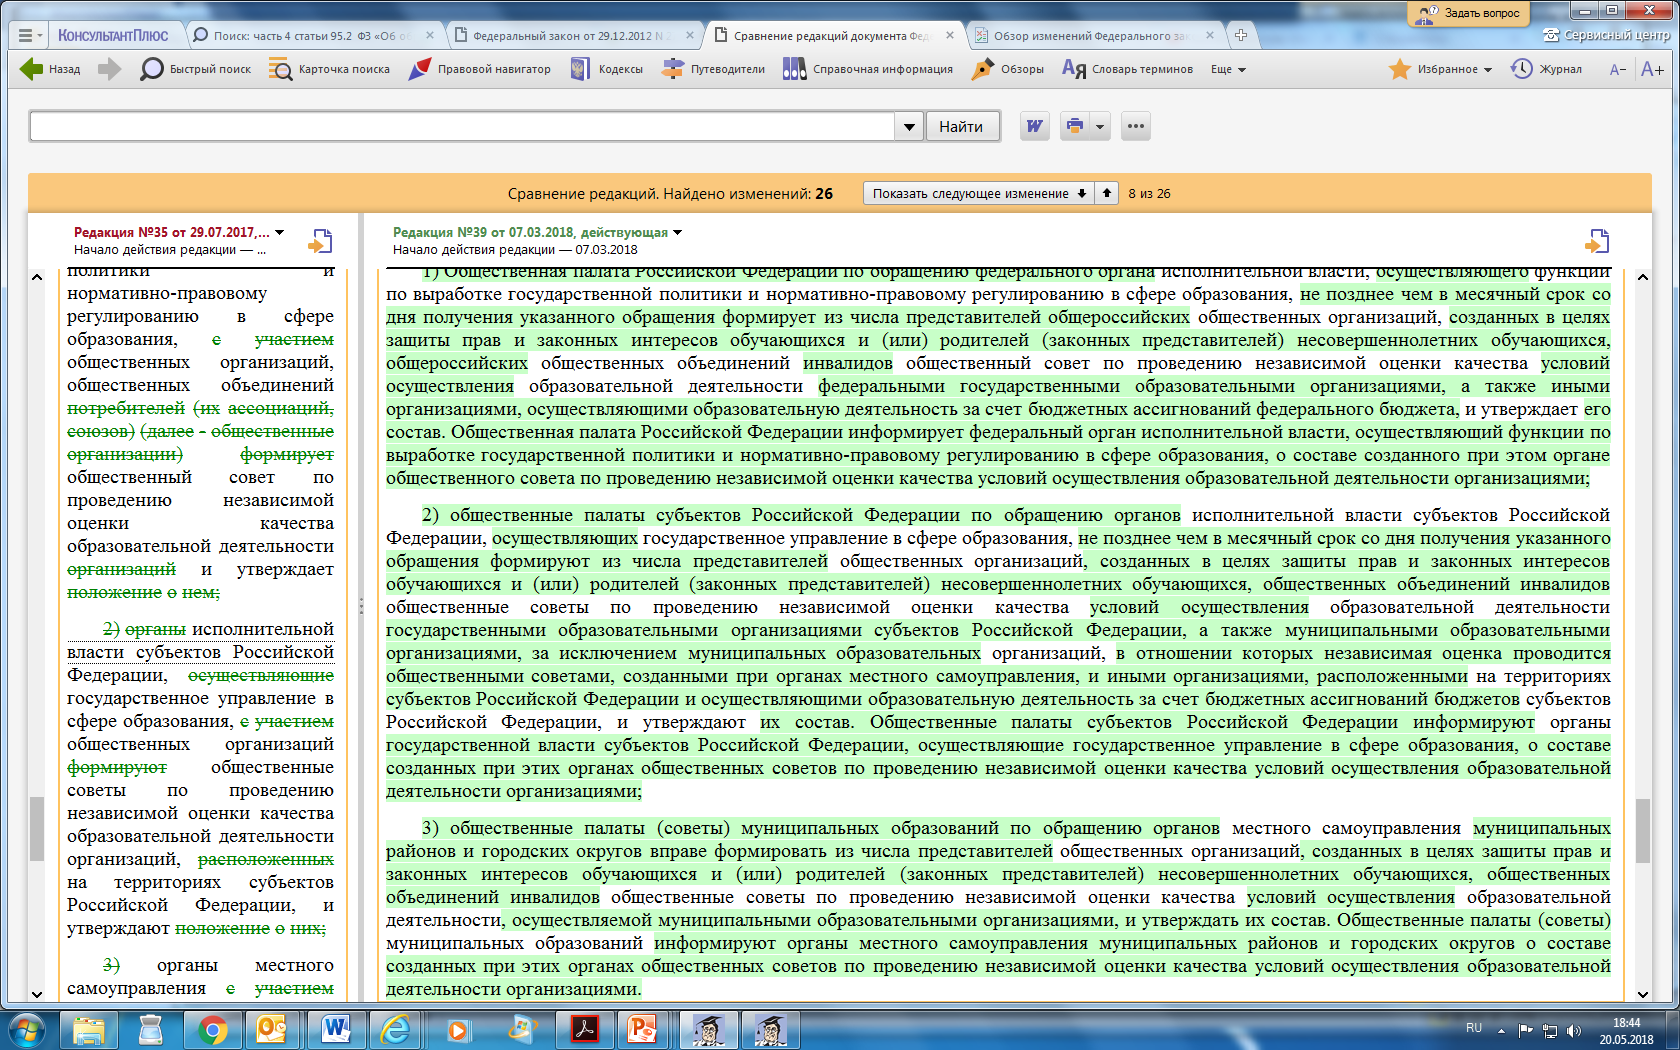 Задать вопрос
КонсультантПлюс
Поиск: часть 4 статьи 95.2 ФЗ «Об об
Федеральный закон от 29.12.2012 N 2
Сравнение редакций документа Фед
Обзор изменений Федерального зак
Сервисный центр
Назад
Быстрый поиск
Карточка поиска
Правовой навигатор
Кодексы
Путеводители
Справочная информация
Обзоры
Словарь терминов
Еще
Избранное
Журнал
A-
A+
Найти
Сравнение редакций. Найдено изменений: 26
Показать следующее изменение
8 из 26
Редакция №35 от 29.07.2017,...
Начало действия редакции — ...
политики и
нормативно-правовому
регулированию в сфере
образования, с участием
общественных организаций,
общественных объединений
потребителей (их ассоциаций,
союзов) (далее - общественные
организации) формирует
общественный совет по
проведению независимой
оценки качества
образовательной деятельности
организаций и утверждает
положение о нем;
2) органы исполнительной
власти субъектов Российской
Федерации, осуществляющие
государственное управление в
сфере образования, с участием
общественных организаций
формируют общественные
советы по проведению
независимой оценки качества
образовательной деятельности
организаций, расположенных
на территориях субъектов
Российской Федерации, и
утверждают положение о них;
3) органы местного
самоуправления с участием
Редакция №39 от 07.03.2018, действующая
Начало действия редакции — 07.03.2018
1) Общественная палата Российской Федерации по обращению федерального органа исполнительной власти, осуществляющего функции
по выработке государственной политики и нормативно-правовому регулированию в сфере образования, не позднее чем в месячный срок со
дня получения указанного обращения формирует из числа представителей общероссийских общественных организаций, созданных в целях
защиты прав и законных интересов обучающихся и (или) родителей (законных представителей) несовершеннолетних обучающихся,
общероссийских общественных объединений инвалидов общественный совет по проведению независимой оценки качества условий
осуществления образовательной деятельности федеральными государственными образовательными организациями, а также иными
организациями, осуществляющими образовательную деятельность за счет бюджетных ассигнований федерального бюджета, и утверждает его
состав. Общественная палата Российской Федерации информирует федеральный орган исполнительной власти, осуществляющий функции по
выработке государственной политики и нормативно-правовому регулированию в сфере образования, о составе созданного при этом органе
общественного совета по проведению независимой оценки качества условий осуществления образовательной деятельности организациями;
2) общественные палаты субъектов Российской Федерации по обращению органов исполнительной власти субъектов Российской
Федерации, осуществляющих государственное управление в сфере образования, не позднее чем в месячный срок со дня получения указанного
обращения формируют из числа представителей общественных организаций, созданных в целях защиты прав и законных интересов
обучающихся и (или) родителей (законных представителей) несовершеннолетних обучающихся, общественных объединений инвалидов
общественные советы по проведению независимой оценки качества условий осуществления образовательной деятельности
государственными образовательными организациями субъектов Российской Федерации, а также муниципальными образовательными
организациями, за исключением муниципальных образовательных организаций, в отношении которых независимая оценка проводится
общественными советами, созданными при органах местного самоуправления, и иными организациями, расположенными на территориях
субъектов Российской Федерации и осуществляющими образовательную деятельность за счет бюджетных ассигнований бюджетов субъектов
Российской Федерации, и утверждают их состав. Общественные палаты субъектов Российской Федерации информируют органы
государственной власти субъектов Российской Федерации, осуществляющие государственное управление в сфере образования, о составе
созданных при этих органах общественных советов по проведению независимой оценки качества условий осуществления образовательной
деятельности организациями;
3) общественные палаты (советы) муниципальных образований по обращению органов местного самоуправления муниципальных
районов и городских округов вправе формировать из числа представителей общественных организаций, созданных в целях защиты прав и
законных интересов обучающихся и (или) родителей (законных представителей) несовершеннолетних обучающихся, общественных
объединений инвалидов общественные советы по проведению независимой оценки качества условий осуществления образовательной
деятельности, осуществляемой муниципальными образовательными организациями, и утверждать их состав. Общественные палаты (советы)
муниципальных образований информируют органы местного самоуправления муниципальных районов и городских округов о составе
созданных при этих органах общественных советов по проведению независимой оценки качества условий осуществления образовательной
деятельности организациями.
RU
18:44
20.05.2018